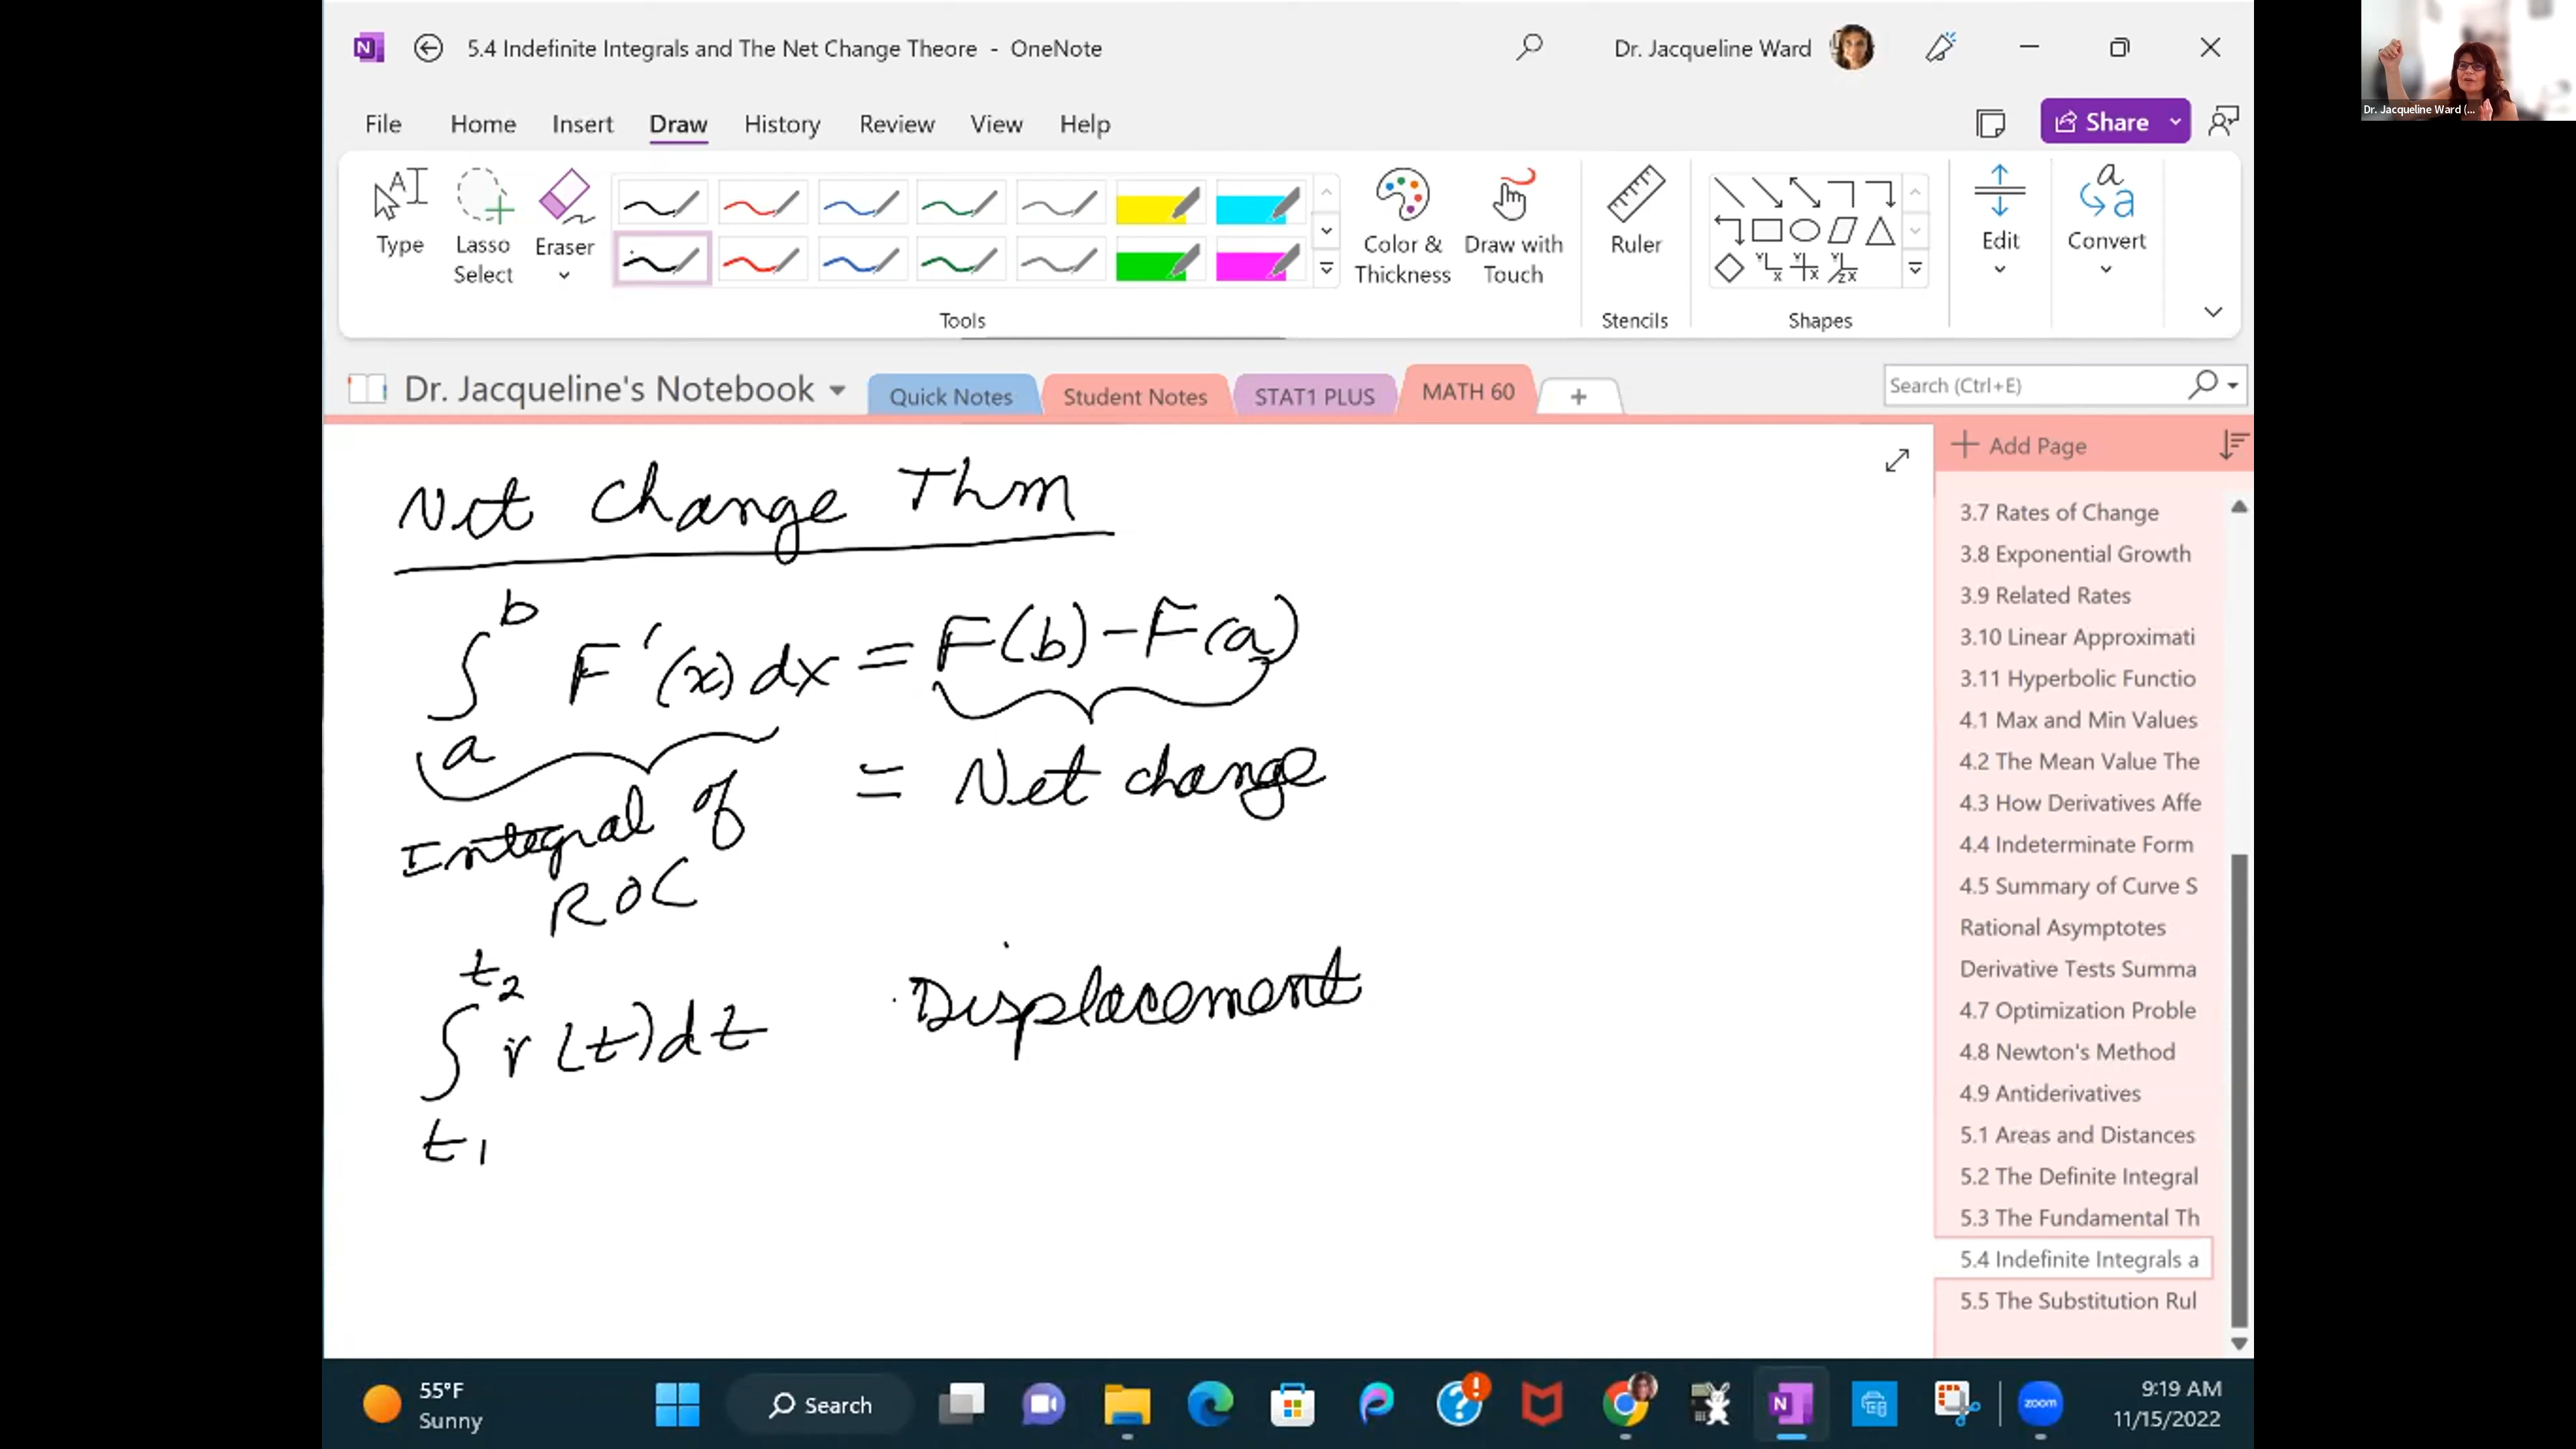 5.4 Indefinite Integrals and The Net Change Theore - OneNote
Dr. Jacqueline Ward
Dr. Jacqueline Ward (...
File Home Insert Draw History Review View Help
Share
Type
Lasso Select
Eraser
Color & Thickness
Draw with Touch
Ruler
Edit
Convert
Tools
Stencils
Shapes
Dr. Jacqueline's Notebook
Quick Notes
Student Notes
STAT1 PLUS
MATH 60
Search (Ctrl+E)
Add Page
Net Change Thm
∫_a^b F'(x) dx = F(b) - F(a)
Integral of = Net change
ROC
∫_{t1}^{t2} v(t) dt Displacement
3.7 Rates of Change
3.8 Exponential Growth
3.9 Related Rates
3.10 Linear Approximati
3.11 Hyperbolic Functio
4.1 Max and Min Values
4.2 The Mean Value The
4.3 How Derivatives Affe
4.4 Indeterminate Form
4.5 Summary of Curve S
Rational Asymptotes
Derivative Tests Summa
4.7 Optimization Proble
4.8 Newton's Method
4.9 Antiderivatives
5.1 Areas and Distances
5.2 The Definite Integral
5.3 The Fundamental Th
5.4 Indefinite Integrals a
5.5 The Substitution Rul
55°F
Sunny
Search
zoom
9:19 AM
11/15/2022